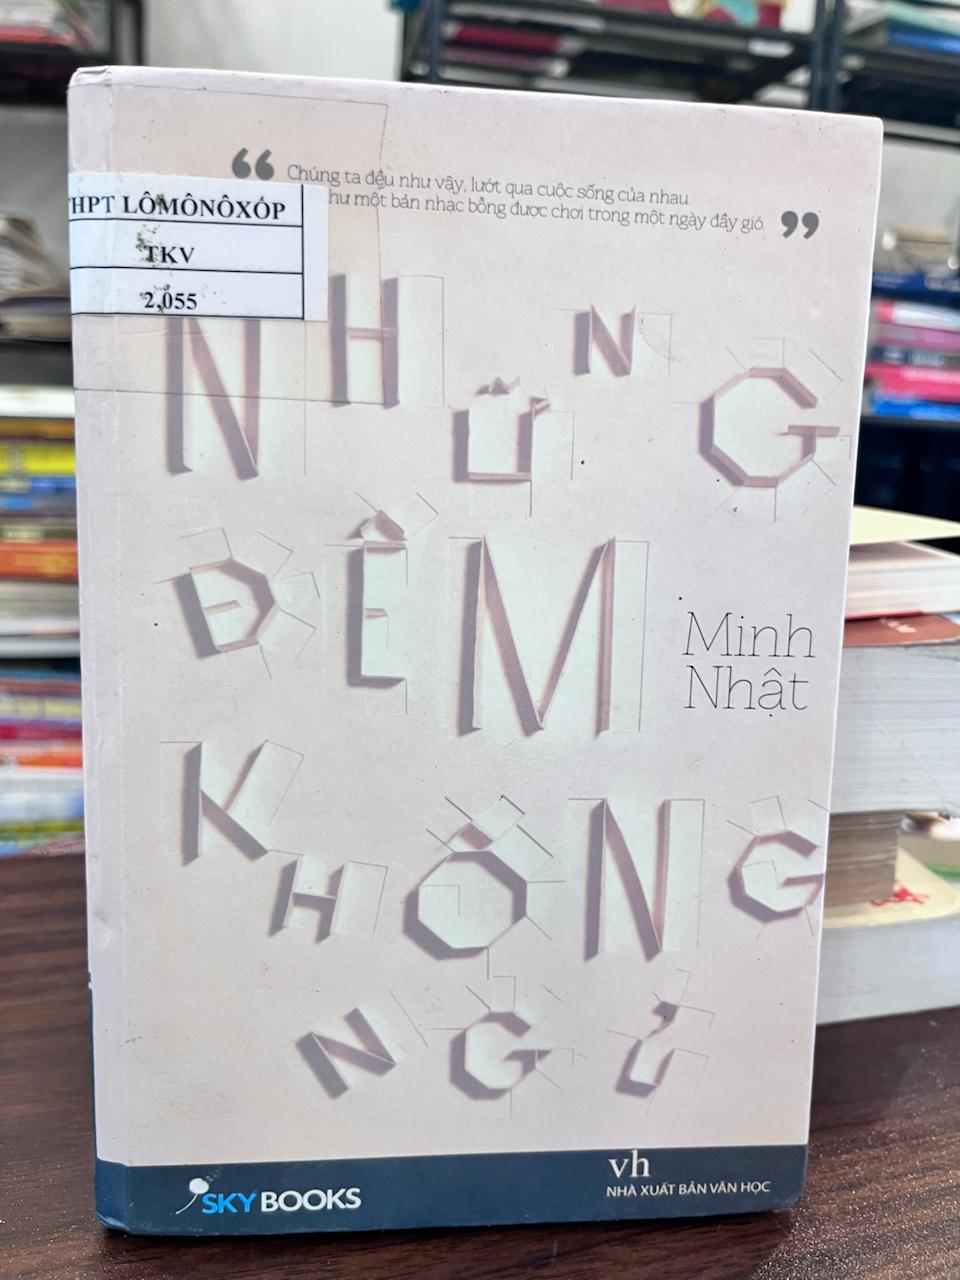 Chúng ta đều như vậy, lướt qua cuộc sống của nhau
như một bản nhạc bỗng được chơi trong một ngày đầy gió.
THPT LÔMÔNÔXỐP
TKV
2,055
NHỮNG
ĐÊM
Minh
Nhật
KHÔNG
NGỦ
SKYBOOKS
vh
NHÀ XUẤT BẢN VĂN HỌC